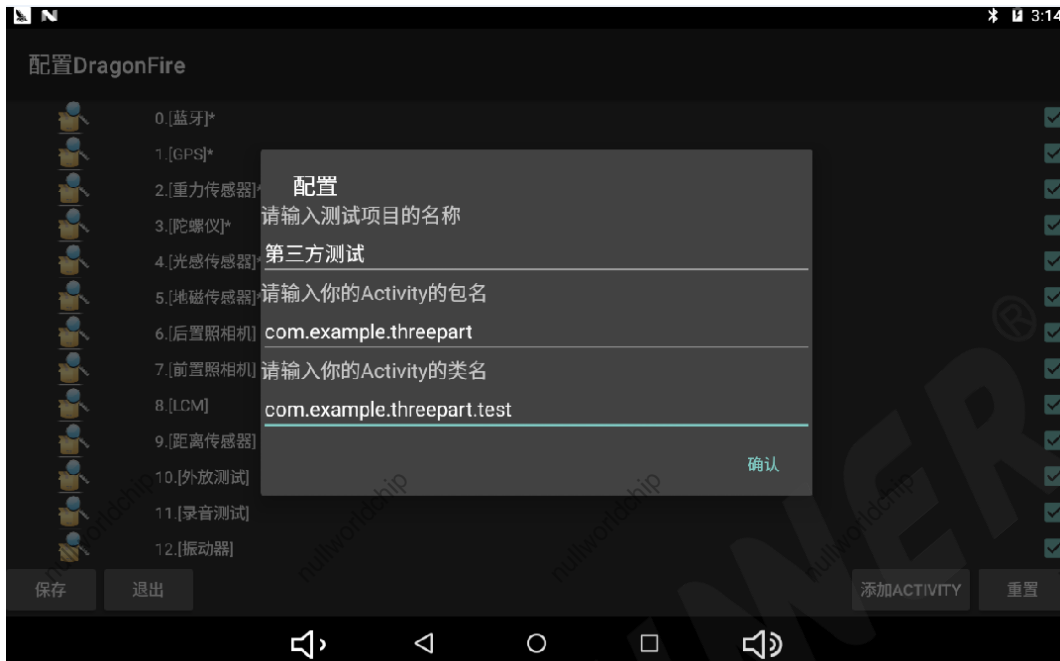 3:14
配置DragonFire
0.[蓝牙]*
1.[GPS]*
2.[重力传感器]*
3.[陀螺仪]*
4.[光感传感器]*
5.[地磁传感器]*
6.[后置照相机]
7.[前置照相机]
8.[LCM]
9.[距离传感器]
10.[外放测试]
11.[录音测试]
12.[振动器]
配置
请输入测试项目的名称
第三方测试
请输入你的Activity的包名
com.example.threepart
请输入你的Activity的类名
com.example.threepart.test
确认
保存 退出 添加ACTIVITY 重置
nullworldchip
nullworldchip
nullworldchip
nullworldchip